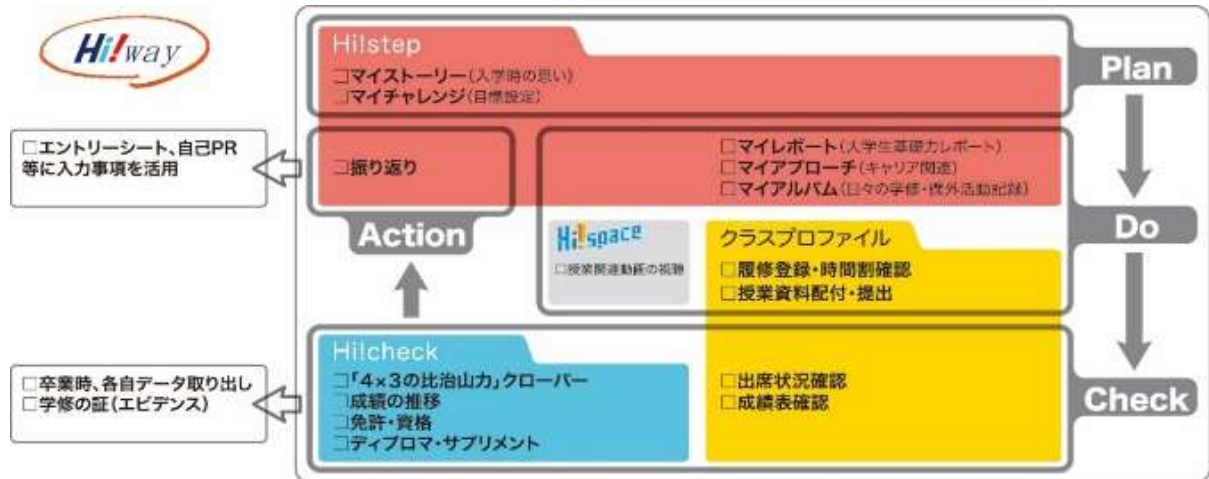 Hi!way
Hi!step
□マイストーリー(入学時の思い)
□マイチャレンジ(目標設定)
Plan
□エントリーシート、自己PR
等に入力事項を活用
□振り返り
□マイレポート(大学生基礎力レポート)
□マイアプローチ(キャリア関連)
□マイアルバム(日々の学修・課外活動記録)
Action
Do
Hi!space
□授業関連動画の視聴
クラスプロファイル
□履修登録・時間割確認
□授業資料配付・提出
Hi!check
□「4×3の比治山力」クローバー
□成績の推移
□免許・資格
□ディプロマ・サプリメント
□出席状況確認
□成績表確認
Check
□卒業時、各自データ取り出し
□学修の証(エビデンス)